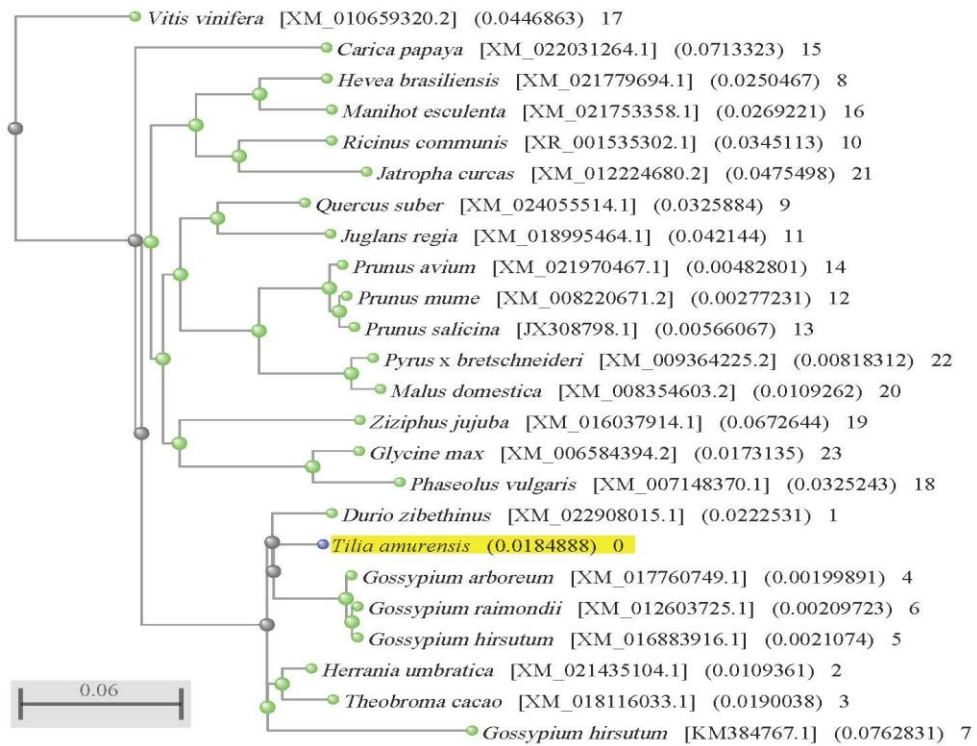 Vitis vinifera [XM_010659320.2] (0.0446863) 17
Carica papaya [XM_022031264.1] (0.0713323) 15
Hevea brasiliensis [XM_021779694.1] (0.0250467) 8
Manihot esculenta [XM_021753358.1] (0.0269221) 16
Ricinus communis [XR_001535302.1] (0.0345113) 10
Jatropha curcas [XM_012224680.2] (0.0475498) 21
Quercus suber [XM_024055514.1] (0.0325884) 9
Juglans regia [XM_018995464.1] (0.042144) 11
Prunus avium [XM_021970467.1] (0.00482801) 14
Prunus mume [XM_008220671.2] (0.00277231) 12
Prunus salicina [JX308798.1] (0.00566067) 13
Pyrus x bretschneideri [XM_009364225.2] (0.00818312) 22
Malus domestica [XM_008354603.2] (0.0109262) 20
Ziziphus jujuba [XM_016037914.1] (0.0672644) 19
Glycine max [XM_006584394.2] (0.0173135) 23
Phaseolus vulgaris [XM_007148370.1] (0.0325243) 18
Durio zibethinus [XM_022908015.1] (0.0222531) 1
Tilia amurensis (0.0184888) 0
Gossypium arboreum [XM_017760749.1] (0.00199891) 4
Gossypium raimondii [XM_012603725.1] (0.00209723) 6
Gossypium hirsutum [XM_016883916.1] (0.0021074) 5
Herrania umbratica [XM_021435104.1] (0.0109361) 2
Theobroma cacao [XM_018116033.1] (0.0190038) 3
Gossypium hirsutum [KM384767.1] (0.0762831) 7
0.06